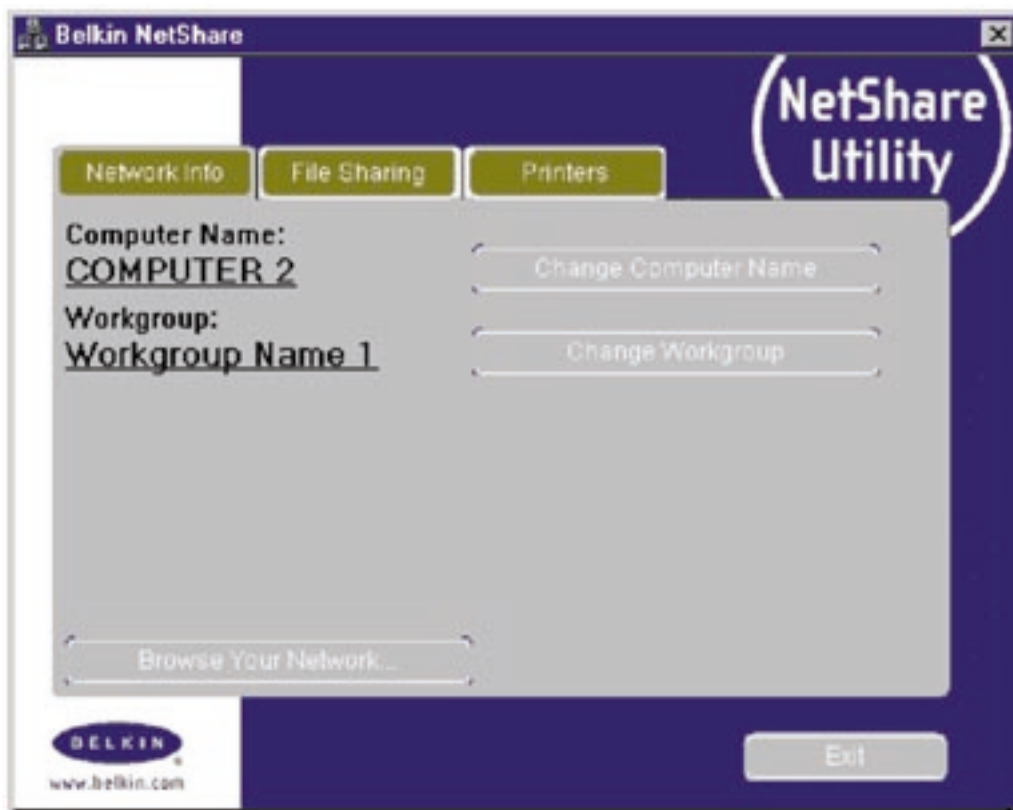 Belkin NetShare
NetShare
Utility
Network Info
File Sharing
Printers
Computer Name:
COMPUTER 2
Change Computer Name
Workgroup:
Workgroup Name 1
Change Workgroup
Browse Your Network...
BELKIN
www.belkin.com
Exit